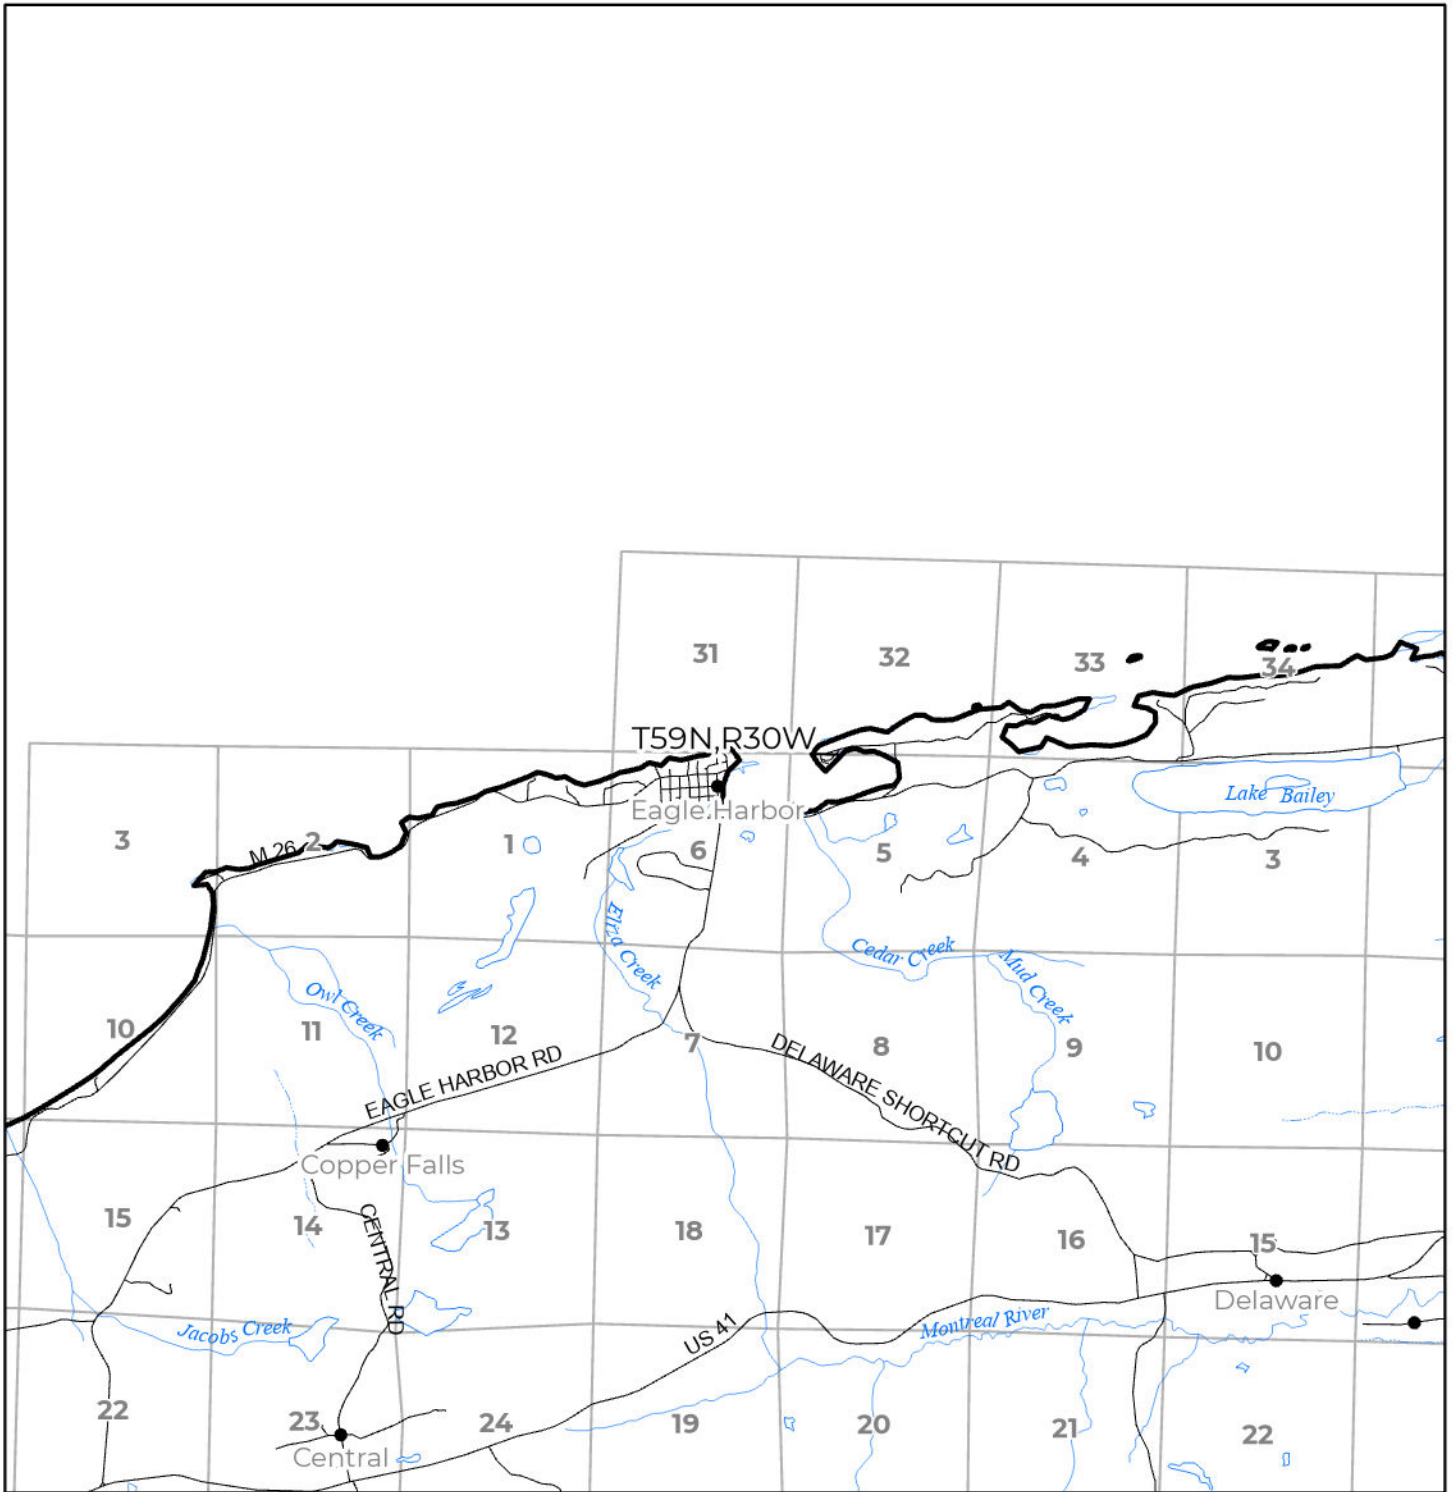 31
32
33
34
T59N,R30W
Eagle Harbor
Lake Bailey
3
M 26
2
1
6
5
4
3
Eliza Creek
Cedar Creek
Mud Creek
Owl Creek
10
11
12
7
8
9
10
EAGLE HARBOR RD
DELAWARE SHORTCUT RD
Copper Falls
15
14
13
18
17
16
15
CENTRAL RD
Delaware
Jacobs Creek
US 41
Montreal River
22
23
24
19
20
21
22
Central